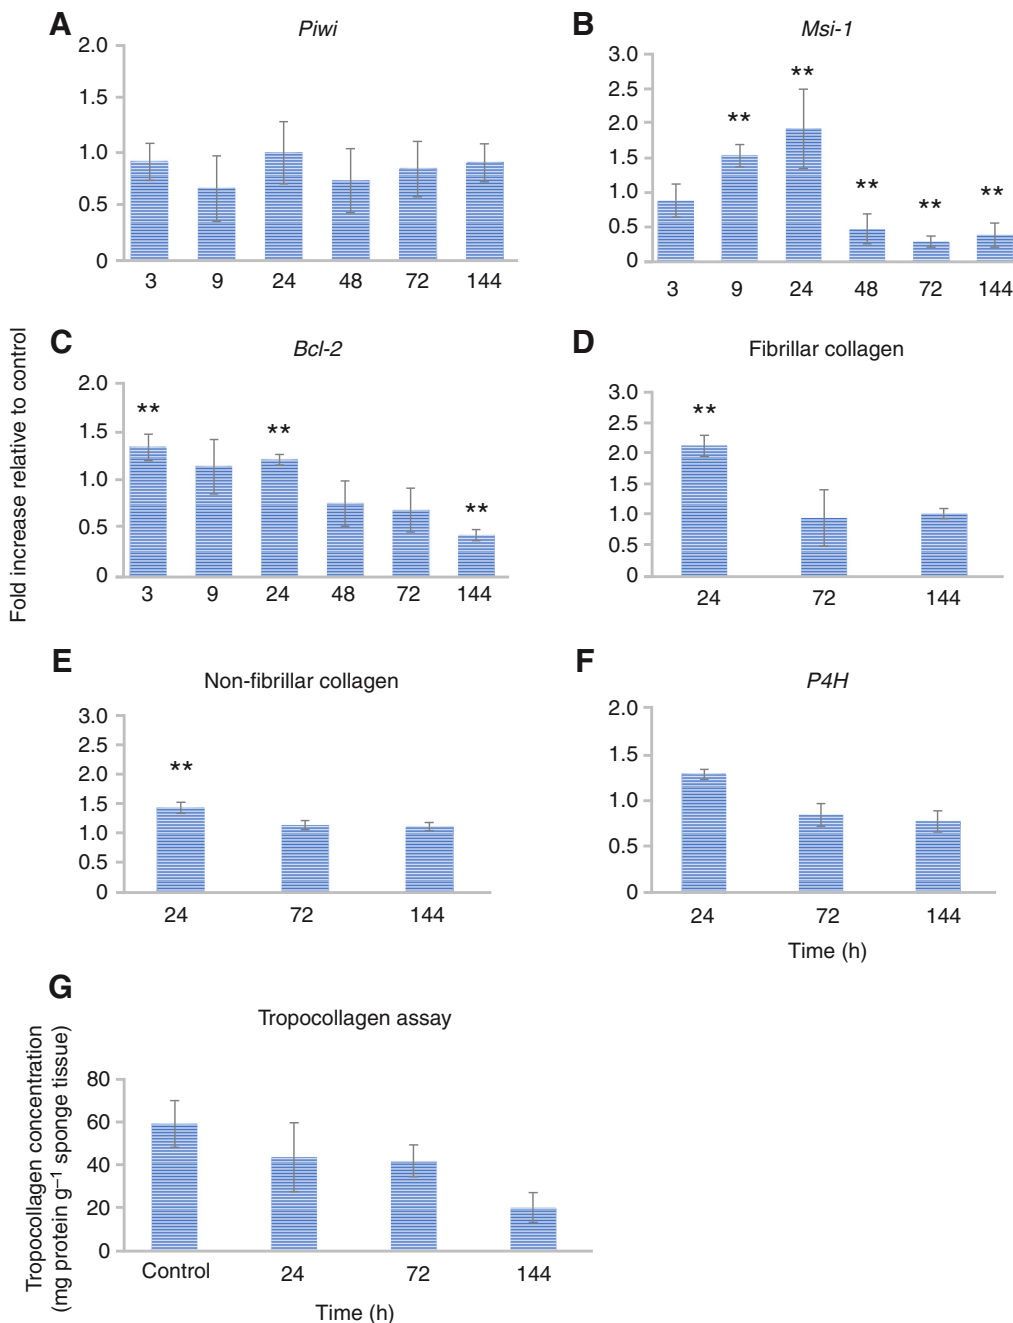 A
Piwi
2.0
1.5
1.0
0.5
0
3 9 24 48 72 144
B
Msi-1
3.0
2.5
2.0
1.5
1.0
0.5
0
** ** ** ** ** **
3 9 24 48 72 144
Fold increase relative to control
C
Bcl-2
2.0
1.5
1.0
0.5
0
** ** **
3 9 24 48 72 144
D
Fibrillar collagen
3.0
2.5
2.0
1.5
1.0
0.5
0
**
24 72 144
E
Non-fibrillar collagen
3.0
2.5
2.0
1.5
1.0
0.5
0
**
24 72 144
F
P4H
2.0
1.5
1.0
0.5
0
24 72 144
Time (h)
G
Tropocollagen assay
Tropocollagen concentration
(mg protein g⁻¹ sponge tissue)
80
60
40
20
0
Control 24 72 144
Time (h)